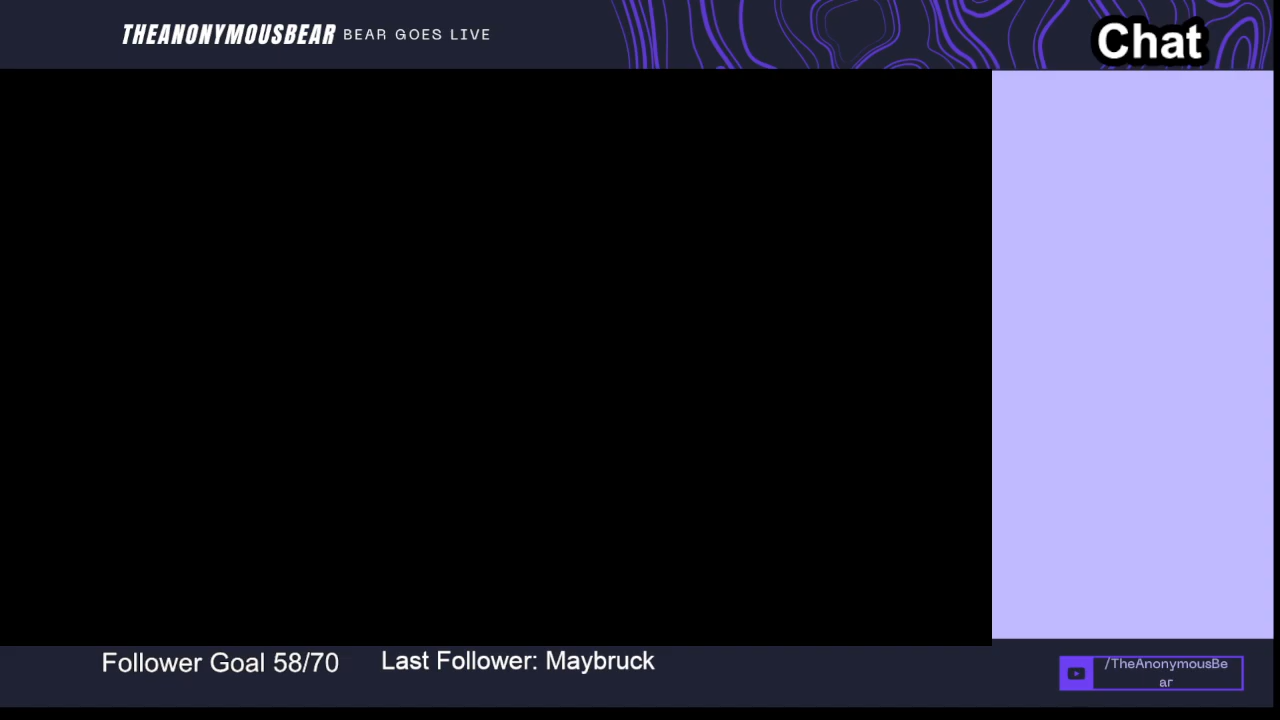 THEANONYMOUSBEAR BEAR GOES LIVE
Chat
Follower Goal 58/70
Last Follower: Maybruck
/TheAnonymousBe
ar